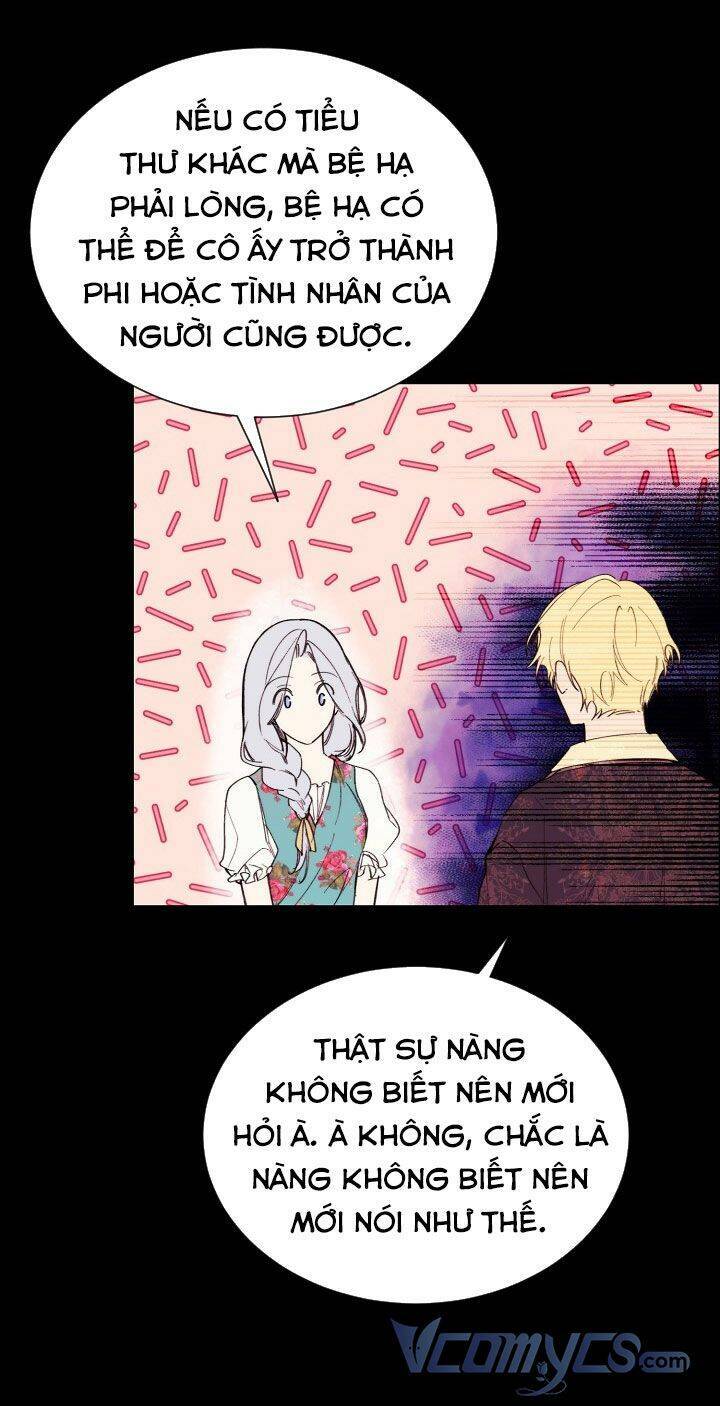 NẾU CÓ TIỂU
THƯ KHÁC MÀ BỆ HẠ
PHẢI LÒNG, BỆ HẠ CÓ
THỂ ĐỂ CÔ ẤY TRỞ THÀNH
PHI HOẶC TÌNH NHÂN CỦA
NGƯỜI CŨNG ĐƯỢC.
THẬT SỰ NÀNG
KHÔNG BIẾT NÊN MỚI
HỎI À. À KHÔNG, CHẮC LÀ
NÀNG KHÔNG BIẾT NÊN
MỚI NÓI NHƯ THẾ.
VCOMYCS.com